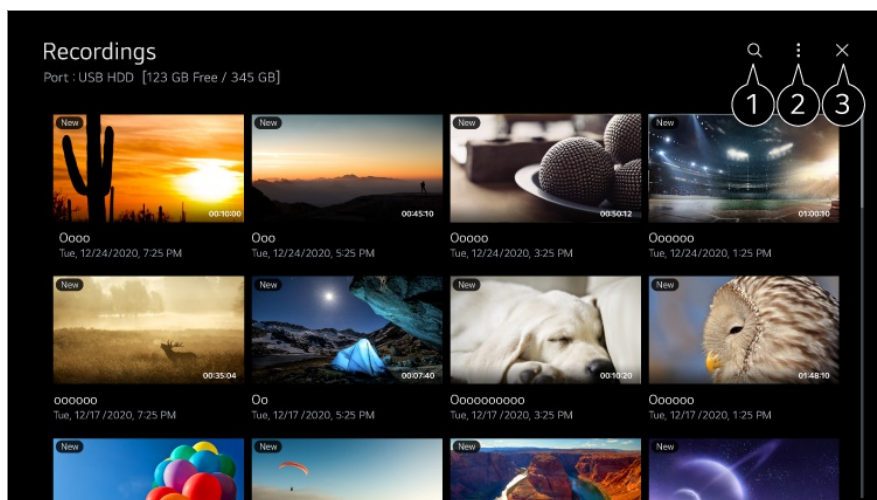 Recordings
Port : USB HDD [123 GB Free / 345 GB]
1 2 3
New New New New
00:10:00 00:45:10 00:50:12 01:00:10
Oooo Ooo Ooooo Oooooo
Tue, 12/24/2020, 7:25 PM Tue, 12/24/2020, 5:25 PM Tue, 12/24/2020, 3:25 PM Tue, 12/24/2020, 1:25 PM
New New New New
00:35:04 00:07:40 00:10:20 01:48:10
oooooo Oo Oooooooooo Oooooo
Tue, 12/17 /2020, 7:25 PM Tue, 12/17 /2020, 5:25 PM Tue, 12/17 /2020, 3:25 PM Tue, 12/17 /2020, 1:25 PM
New New New New